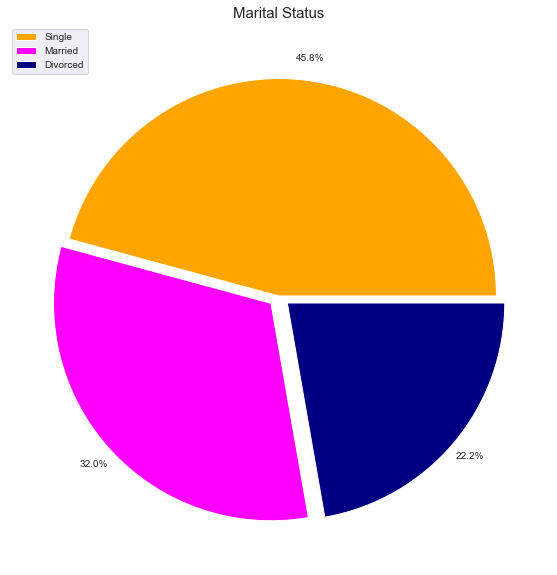 Marital Status
Single
Married
Divorced
45.8%
32.0%
22.2%